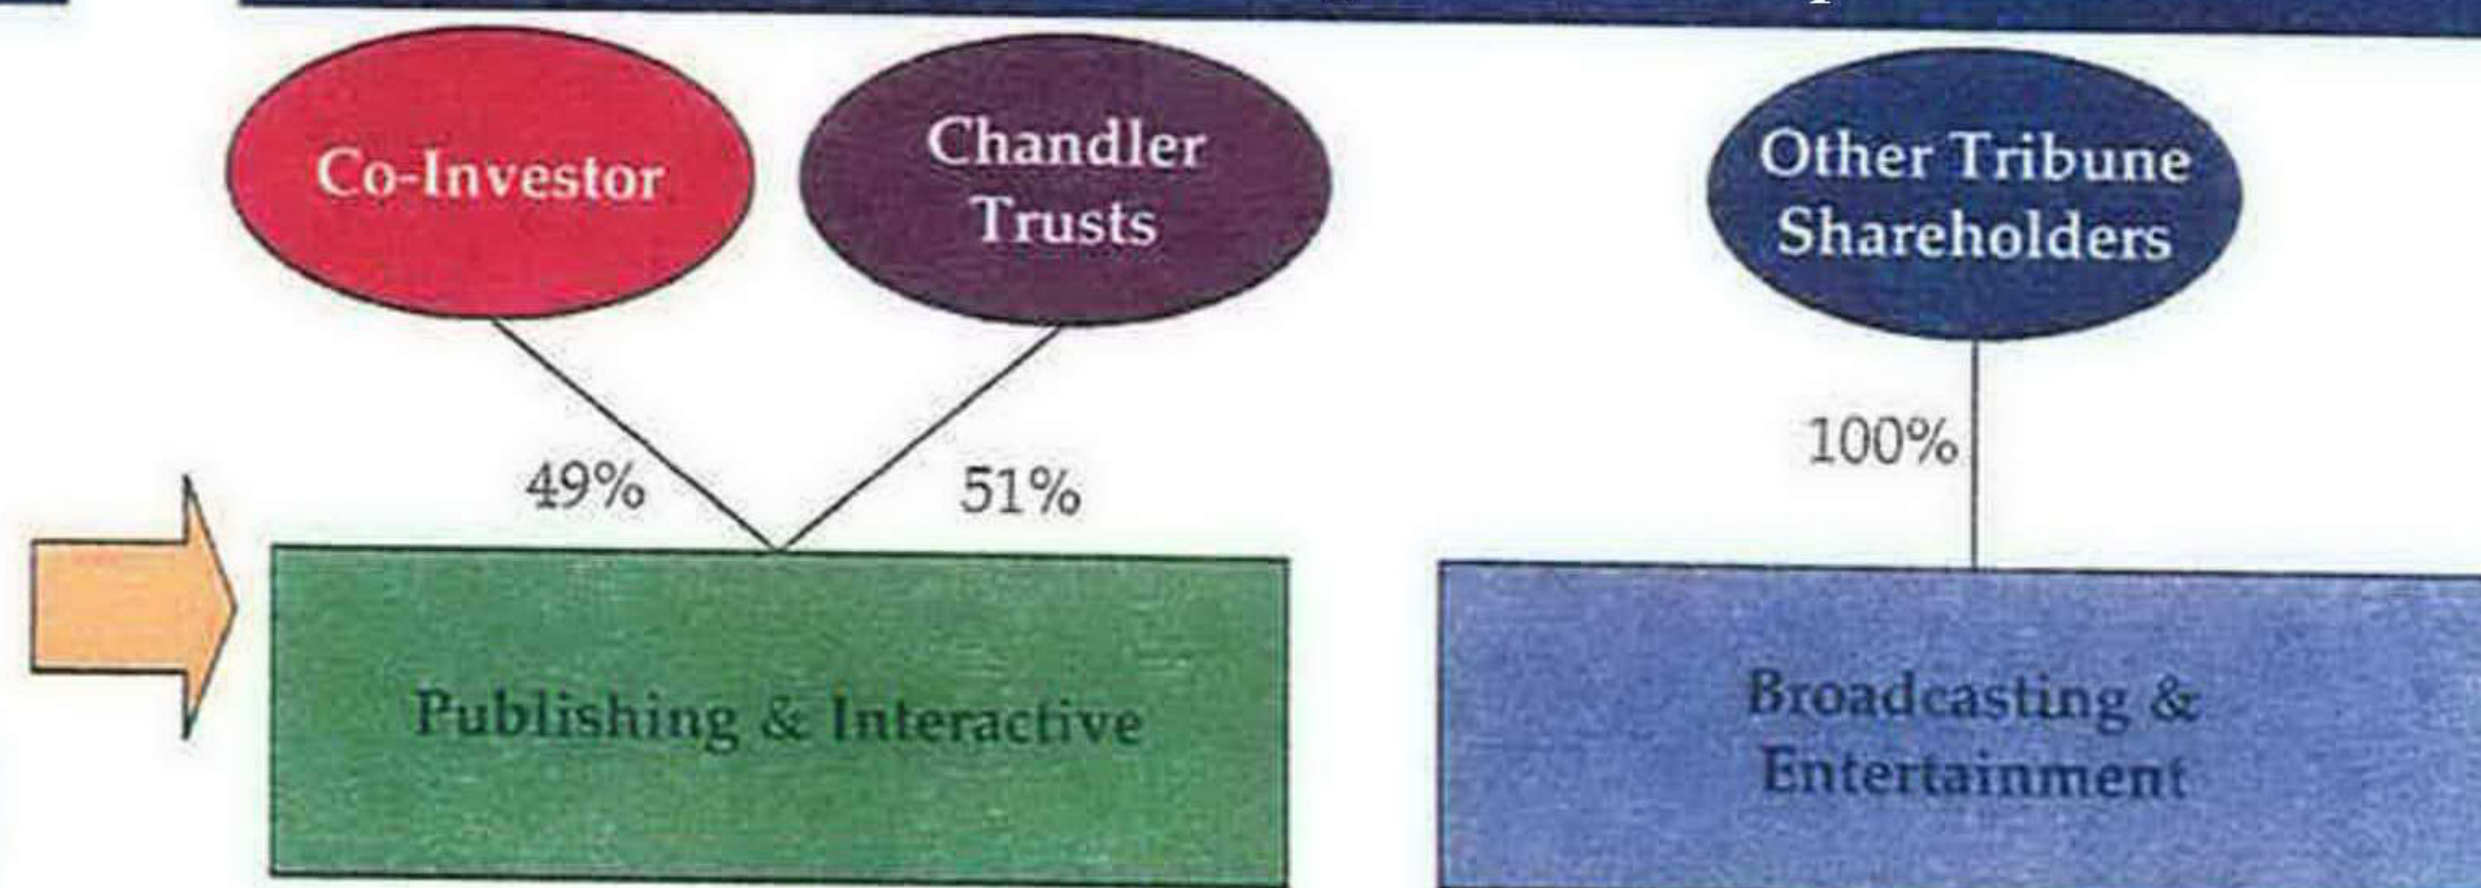 Co-Investor
Chandler
Trusts
Other Tribune
Shareholders
49%
51%
100%
Publishing & Interactive
Broadcasting &
Entertainment